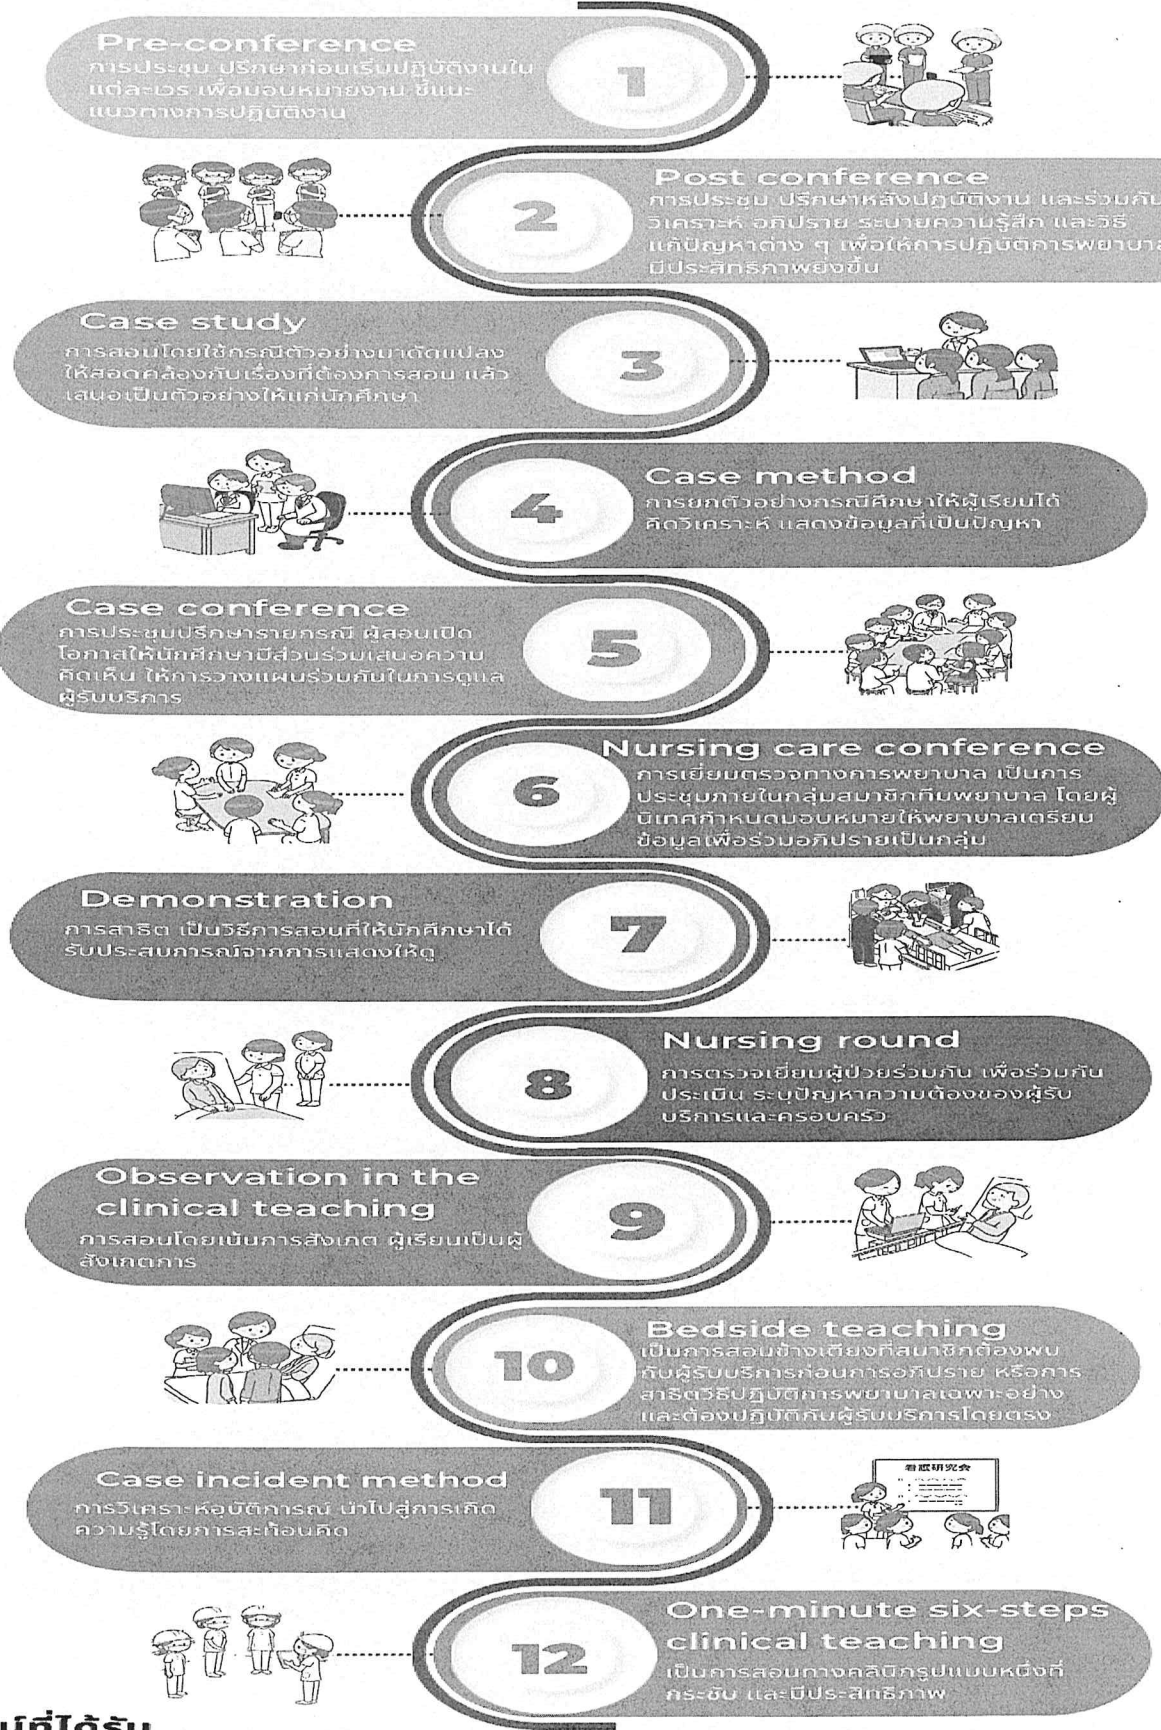 Pre-conference
การประชุม ปรึกษาก่อนเริ่มปฏิบัติงานใน
แต่ละเวร เพื่อมอบหมายงาน ชี้แนะ
แนวทางการปฏิบัติงาน
1
2
Post conference
การประชุม ปรึกษาหลังปฏิบัติงาน และร่วมกัน
วิเคราะห์ อภิปราย ระบายความรู้สึก และวิธี
แก้ปัญหาต่าง ๆ เพื่อให้การปฏิบัติการพยาบาล
มีประสิทธิภาพยิ่งขึ้น
Case study
การสอนโดยใช้กรณีตัวอย่างมาดัดแปลง
ให้สอดคล้องกับเรื่องที่ต้องการสอน แล้ว
เสนอเป็นตัวอย่างให้แก่นักศึกษา
3
4
Case method
การยกตัวอย่างกรณีศึกษาให้ผู้เรียนได้
คิดวิเคราะห์ แสดงข้อมูลที่เป็นปัญหา
Case conference
การประชุมปรึกษารายกรณี ผู้สอนเปิด
โอกาสให้นักศึกษามีส่วนร่วมเสนอความ
คิดเห็น ให้การวางแผนร่วมกันในการดูแล
ผู้รับบริการ
5
6
Nursing care conference
การเยี่ยมตรวจทางการพยาบาล เป็นการ
ประชุมภายในกลุ่มสมาชิกทีมพยาบาล โดยผู้
นิเทศกำหนดมอบหมายให้พยาบาลเตรียม
ข้อมูลเพื่อร่วมอภิปรายเป็นกลุ่ม
Demonstration
การสาธิต เป็นวิธีการสอนที่ให้นักศึกษาได้
รับประสบการณ์จากการแสดงให้ดู
7
8
Nursing round
การตรวจเยี่ยมผู้ป่วยร่วมกัน เพื่อร่วมกัน
ประเมิน ระบุปัญหาความต้องของผู้รับ
บริการและครอบครัว
Observation in the
clinical teaching
การสอนโดยเน้นการสังเกต ผู้เรียนเป็นผู้
สังเกตการ
9
10
Bedside teaching
เป็นการสอนข้างเตียงที่สมาชิกต้องพบ
กับผู้รับบริการก่อนการอภิปราย หรือการ
สาธิตวิธีปฏิบัติการพยาบาลเฉพาะอย่าง
และต้องปฏิบัติกับผู้รับบริการโดยตรง
Case incident method
การวิเคราะห์อุบัติการณ์ นำไปสู่การเกิด
ความรู้โดยการสะท้อนคิด
11
看護研究会
12
One-minute six-steps
clinical teaching
เป็นการสอนทางคลินิกรูปแบบหนึ่งที่
กระชับ และมีประสิทธิภาพ